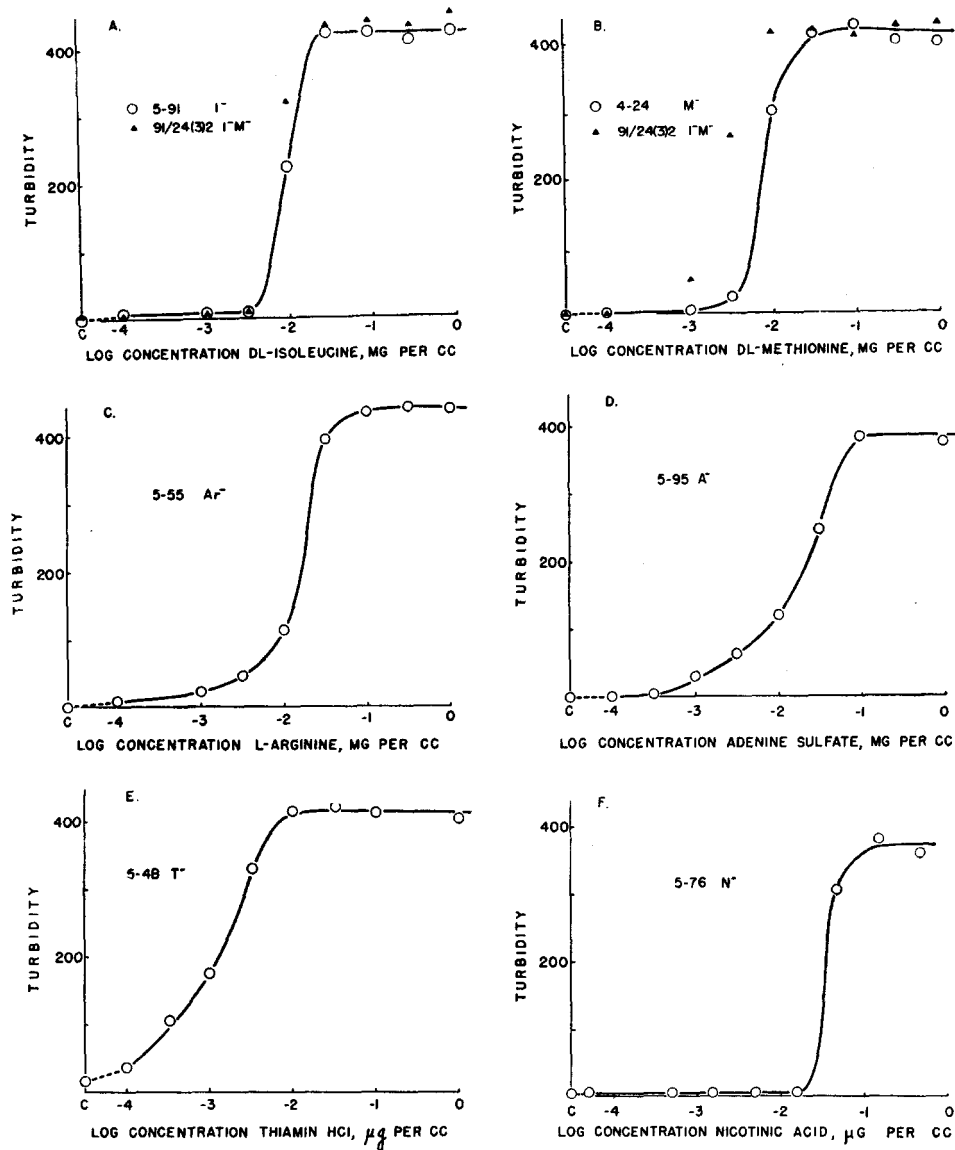 A.
400
200
TURBIDITY
○ 5-91 I⁻
▲ 91/24(3)2 I⁻M⁻
C -4 -3 -2 -1 0
LOG CONCENTRATION DL-ISOLEUCINE, MG PER CC
B.
400
200
TURBIDITY
○ 4-24 M⁻
▲ 91/24(3)2 I⁻M⁻
C -4 -3 -2 -1 0
LOG CONCENTRATION DL-METHIONINE, MG PER CC
C.
400
200
0
TURBIDITY
5-55 Ar⁻
C -4 -3 -2 -1 0
LOG CONCENTRATION L-ARGININE, MG PER CC
D.
400
200
TURBIDITY
5-95 A⁻
C -4 -3 -2 -1 0
LOG CONCENTRATION ADENINE SULFATE, MG PER CC
E.
400
200
TURBIDITY
5-48 T⁻
C -4 -3 -2 -1 0
LOG CONCENTRATION THIAMIN HCl, μg PER CC
F.
400
200
TURBIDITY
5-76 N⁻
C -4 -3 -2 -1 0
LOG CONCENTRATION NICOTINIC ACID, μG PER CC